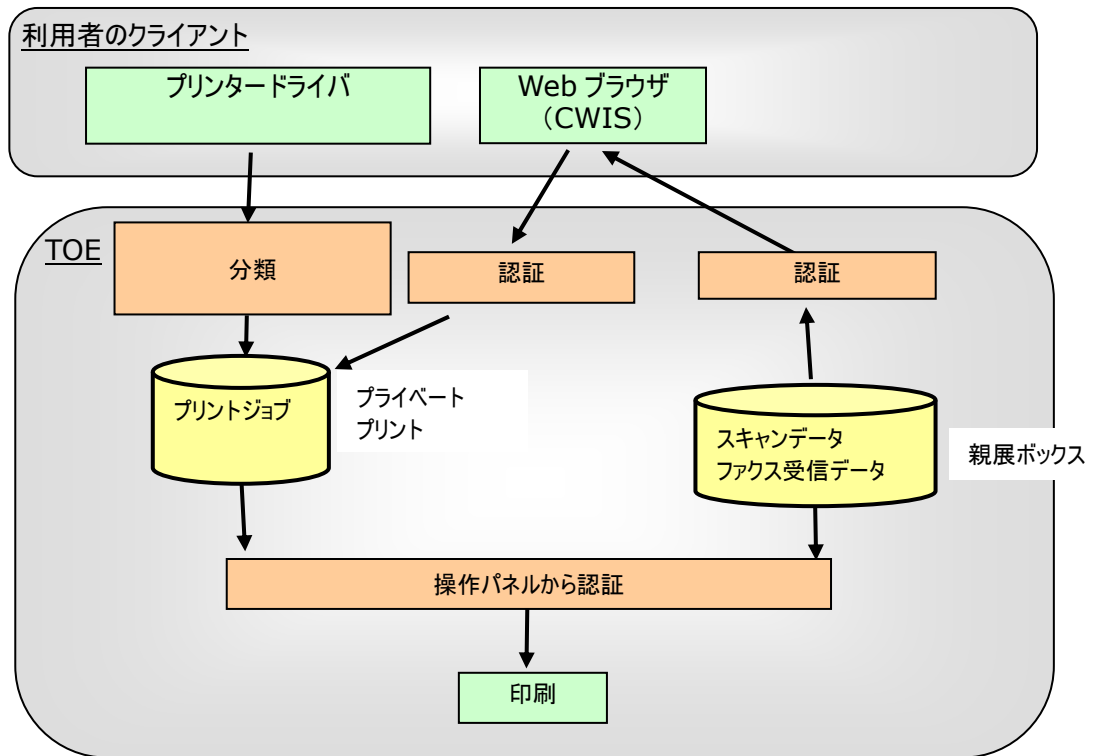 利用者のクライアント
プリンタードライバ
Web ブラウザ
（CWIS）
TOE
分類
認証
認証
プリントジョブ
プライベート
プリント
スキャンデータ
ファクス受信データ
親展ボックス
操作パネルから認証
印刷